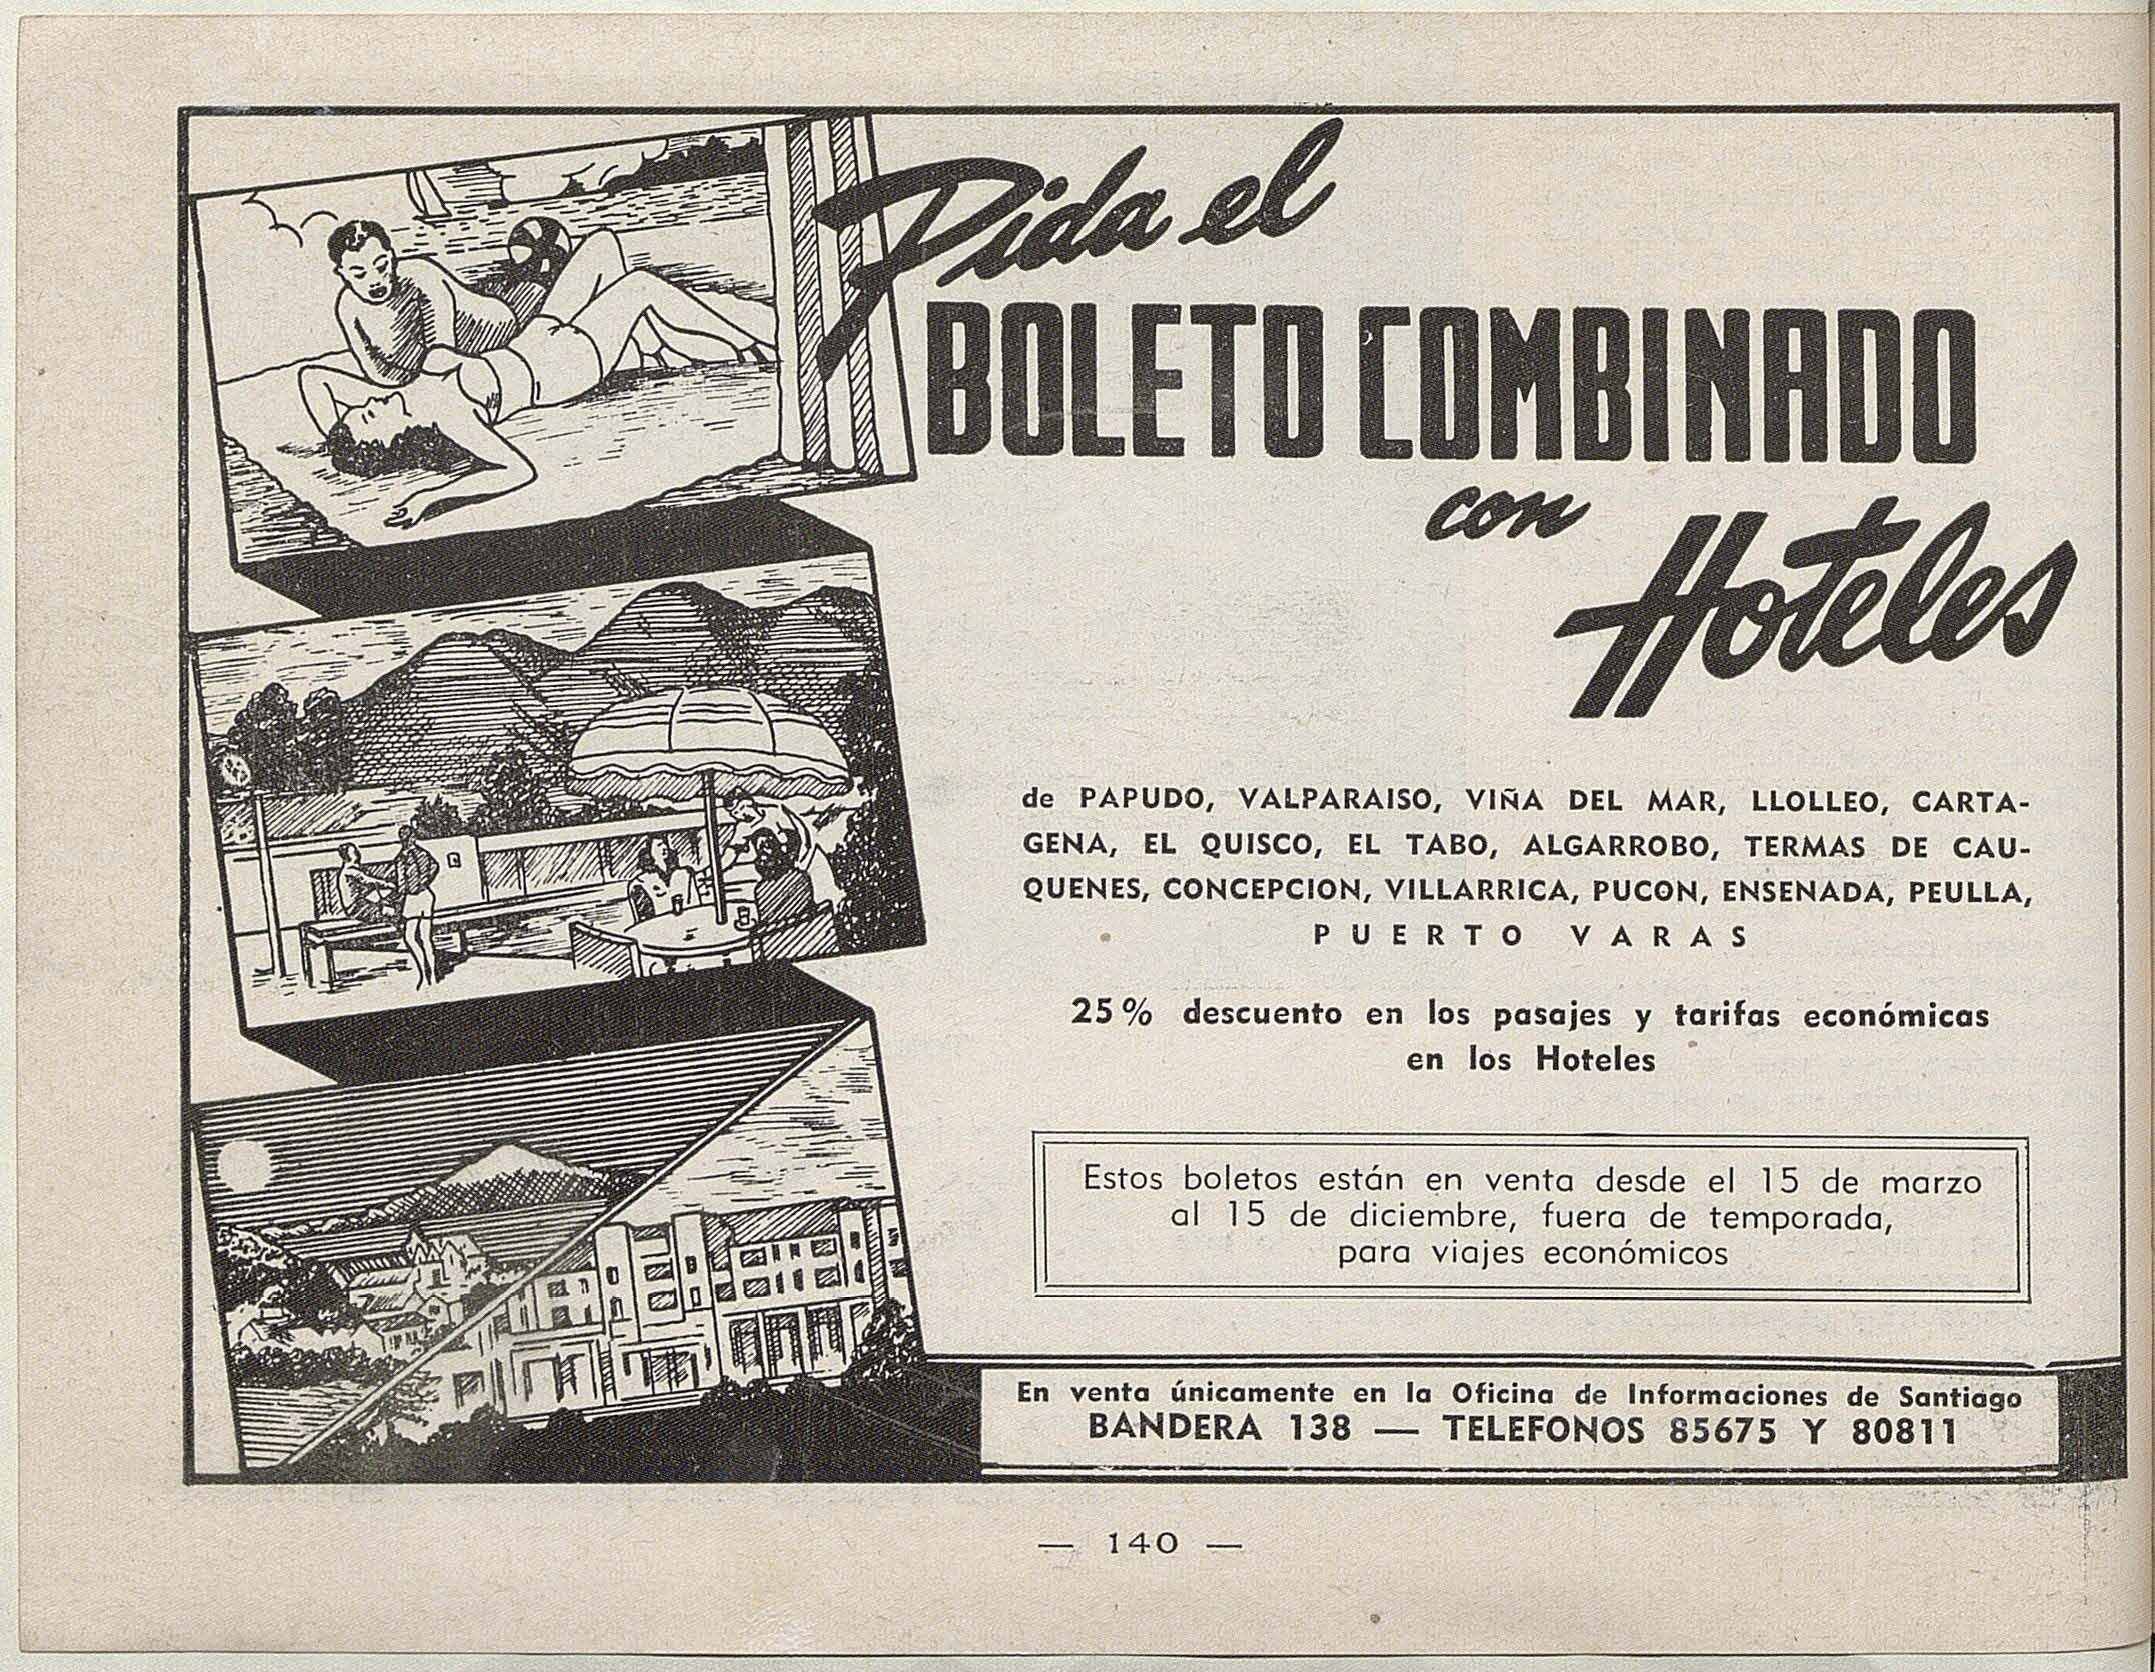 Pida el
BOLETO COMBINADO
con
Hoteles
de PAPUDO, VALPARAISO, VIÑA DEL MAR, LLOLLEO, CARTA-
GENA, EL QUISCO, EL TABO, ALGARROBO, TERMAS DE CAU-
QUENES, CONCEPCION, VILLARRICA, PUCON, ENSENADA, PEULLA,
PUERTO VARAS
25% descuento en los pasajes y tarifas económicas
en los Hoteles
Estos boletos están en venta desde el 15 de marzo
al 15 de diciembre, fuera de temporada,
para viajes económicos
En venta únicamente en la Oficina de Informaciones de Santiago
BANDERA 138 — TELEFONOS 85675 Y 80811
— 140 —